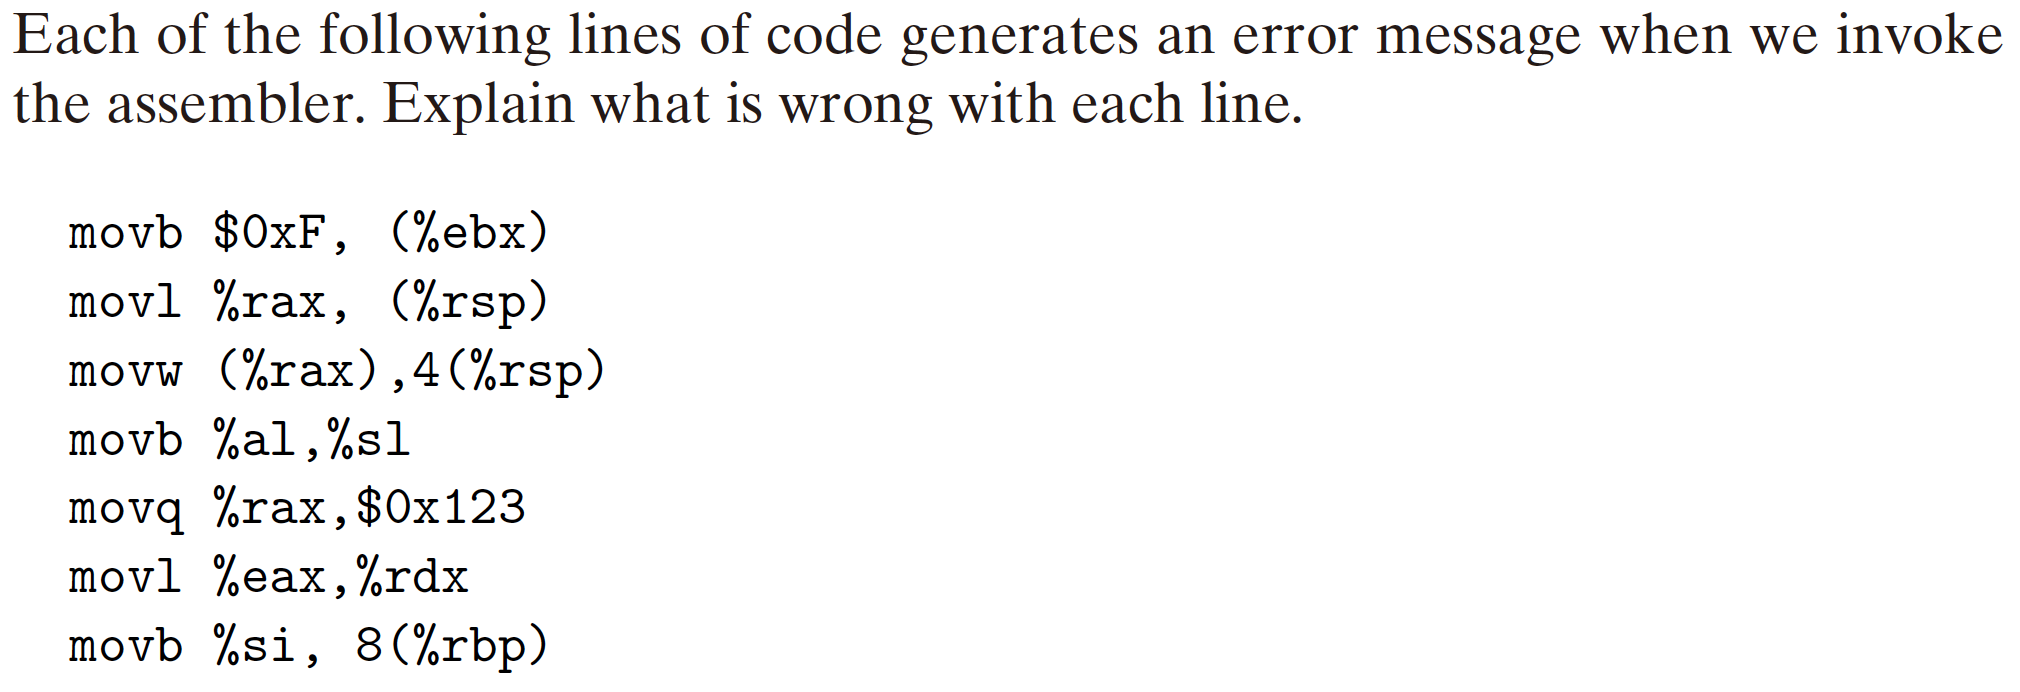 Each of the following lines of code generates an error message when we invoke
the assembler. Explain what is wrong with each line.
movb $0xF, (%ebx)
movl %rax, (%rsp)
movw (%rax),4(%rsp)
movb %al,%sl
movq %rax,$0x123
movl %eax,%rdx
movb %si, 8(%rbp)